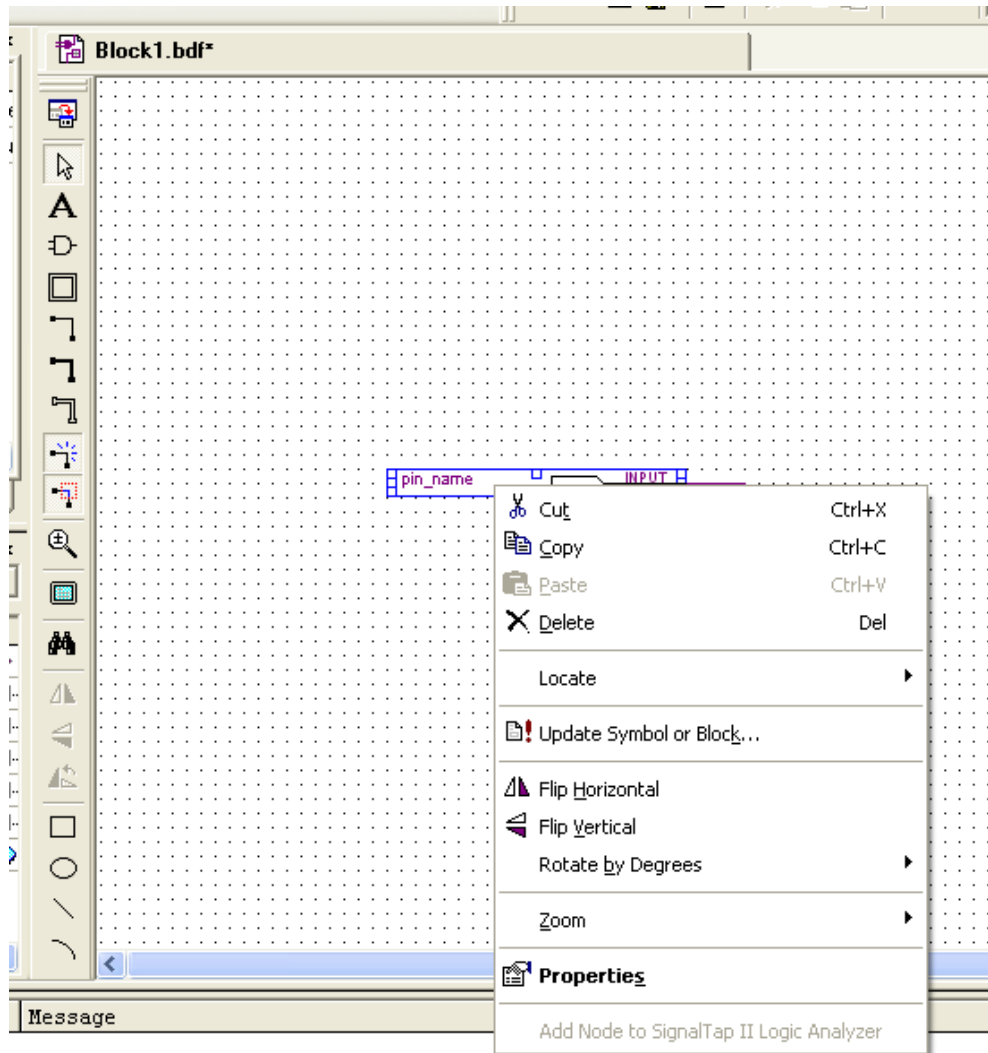 Block1.bdf*
A
pin_name
INPUT
Cut Ctrl+X
Copy Ctrl+C
Paste Ctrl+V
Delete Del
Locate
Update Symbol or Block...
Flip Horizontal
Flip Vertical
Rotate by Degrees
Zoom
Properties
Message
Add Node to SignalTap II Logic Analyzer